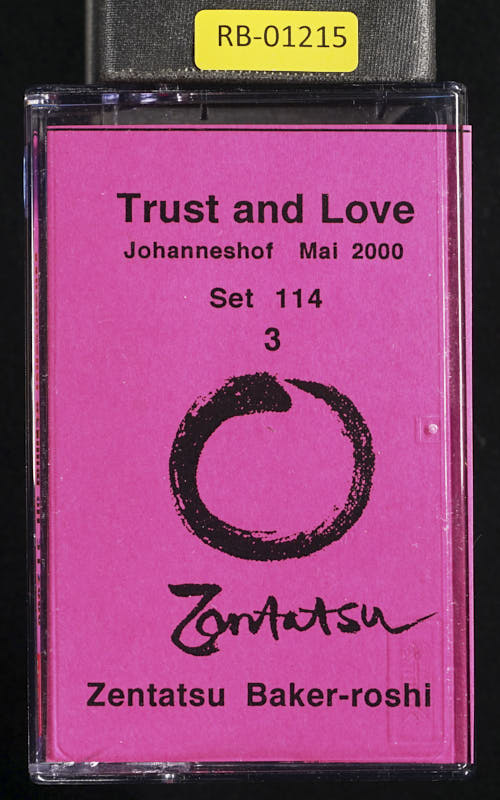 RB-01215
Trust and Love
Johanneshof Mai 2000
Set 114
3
Zentatsu
Zentatsu Baker-roshi